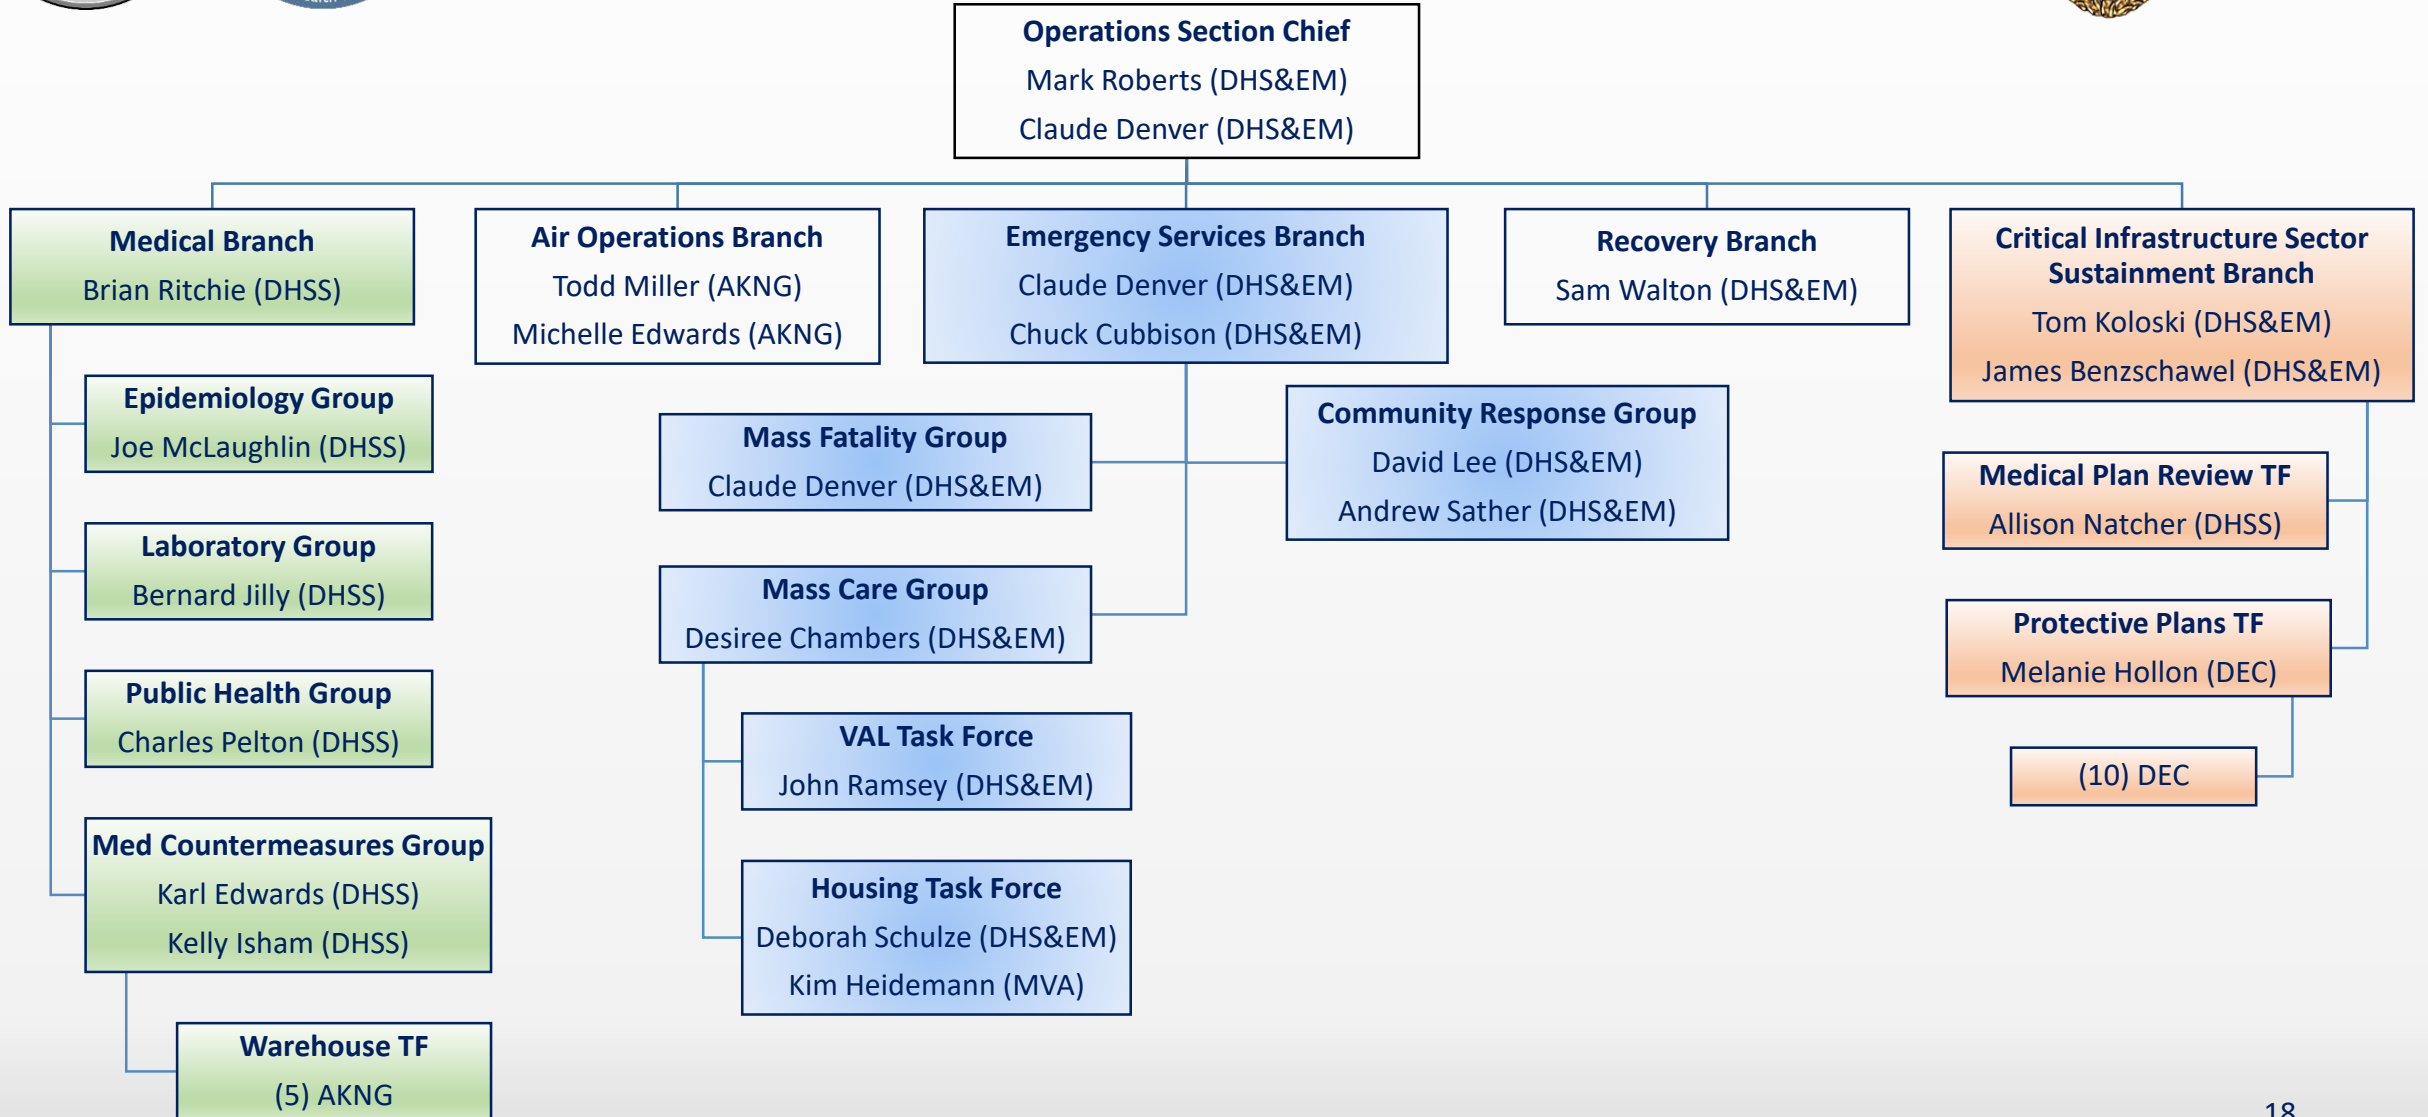 Health
Operations Section Chief
Mark Roberts (DHS&EM)
Claude Denver (DHS&EM)
Medical Branch
Brian Ritchie (DHSS)
Air Operations Branch
Todd Miller (AKNG)
Michelle Edwards (AKNG)
Emergency Services Branch
Claude Denver (DHS&EM)
Chuck Cubbison (DHS&EM)
Recovery Branch
Sam Walton (DHS&EM)
Critical Infrastructure Sector
Sustainment Branch
Tom Koloski (DHS&EM)
James Benzschawel (DHS&EM)
Epidemiology Group
Joe McLaughlin (DHSS)
Laboratory Group
Bernard Jilly (DHSS)
Public Health Group
Charles Pelton (DHSS)
Med Countermeasures Group
Karl Edwards (DHSS)
Kelly Isham (DHSS)
Warehouse TF
(5) AKNG
Mass Fatality Group
Claude Denver (DHS&EM)
Community Response Group
David Lee (DHS&EM)
Andrew Sather (DHS&EM)
Mass Care Group
Desiree Chambers (DHS&EM)
VAL Task Force
John Ramsey (DHS&EM)
Housing Task Force
Deborah Schulze (DHS&EM)
Kim Heidemann (MVA)
Medical Plan Review TF
Allison Natcher (DHSS)
Protective Plans TF
Melanie Hollon (DEC)
(10) DEC
18